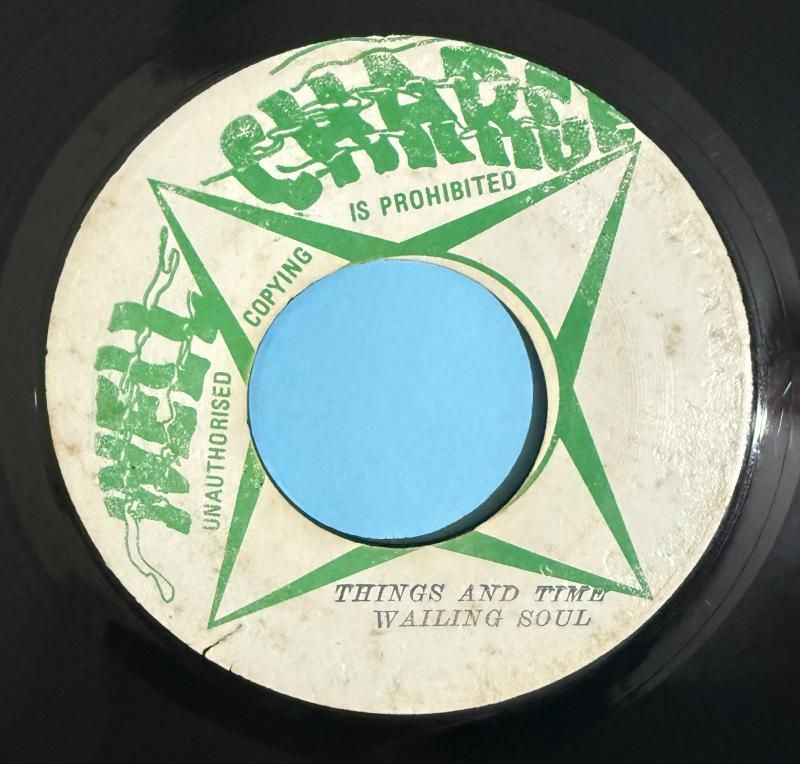 WELL
CHARGE
UNAUTHORISED
COPYING
IS PROHIBITED
THINGS AND TIME
WAILING SOUL